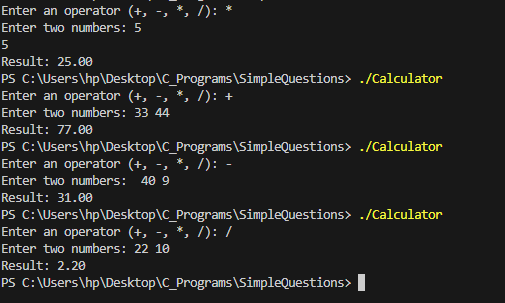 Enter an operator (+, -, *, /): *
Enter two numbers: 5
5
Result: 25.00
PS C:\Users\hp\Desktop\C_Programs\SimpleQuestions> ./Calculator
Enter an operator (+, -, *, /): +
Enter two numbers: 33 44
Result: 77.00
PS C:\Users\hp\Desktop\C_Programs\SimpleQuestions> ./Calculator
Enter an operator (+, -, *, /): -
Enter two numbers:  40 9
Result: 31.00
PS C:\Users\hp\Desktop\C_Programs\SimpleQuestions> ./Calculator
Enter an operator (+, -, *, /): /
Enter two numbers: 22 10
Result: 2.20
PS C:\Users\hp\Desktop\C_Programs\SimpleQuestions>